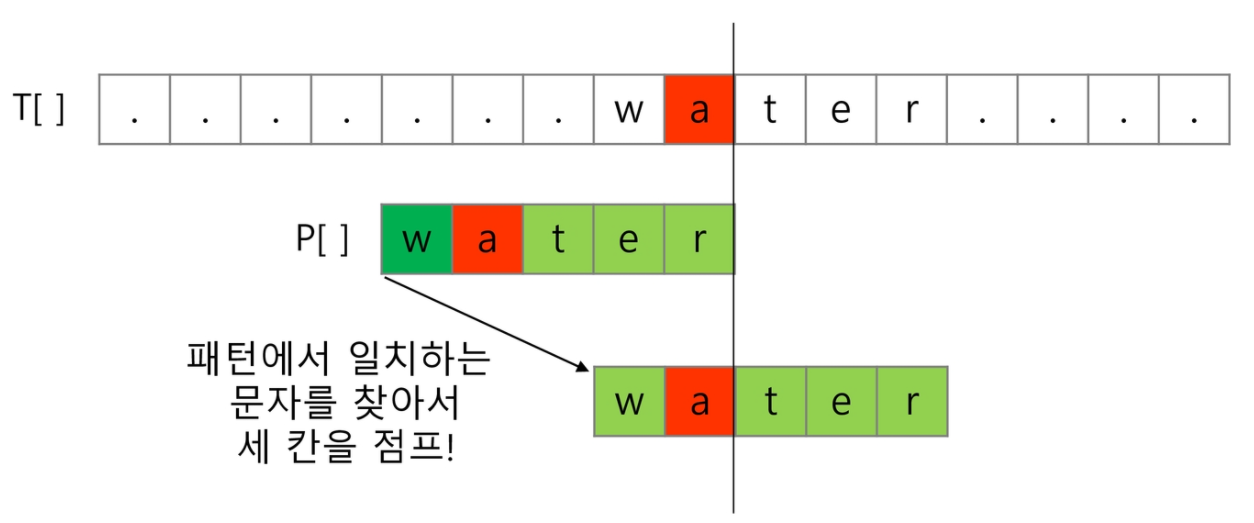 T[ ] . . . . . . . w a t e r . . . .
P[ ] w a t e r
패턴에서 일치하는
문자를 찾아서
세 칸을 점프!
w a t e r